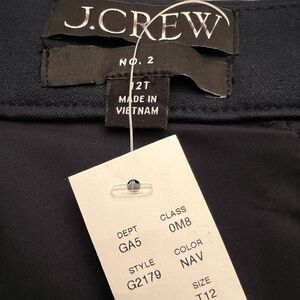 J.CREW
NO. 2
12T
MADE IN
VIETNAM
DEPT CLASS
GA5 0M8
STYLE COLOR
G2179 NAV
SIZE
T12